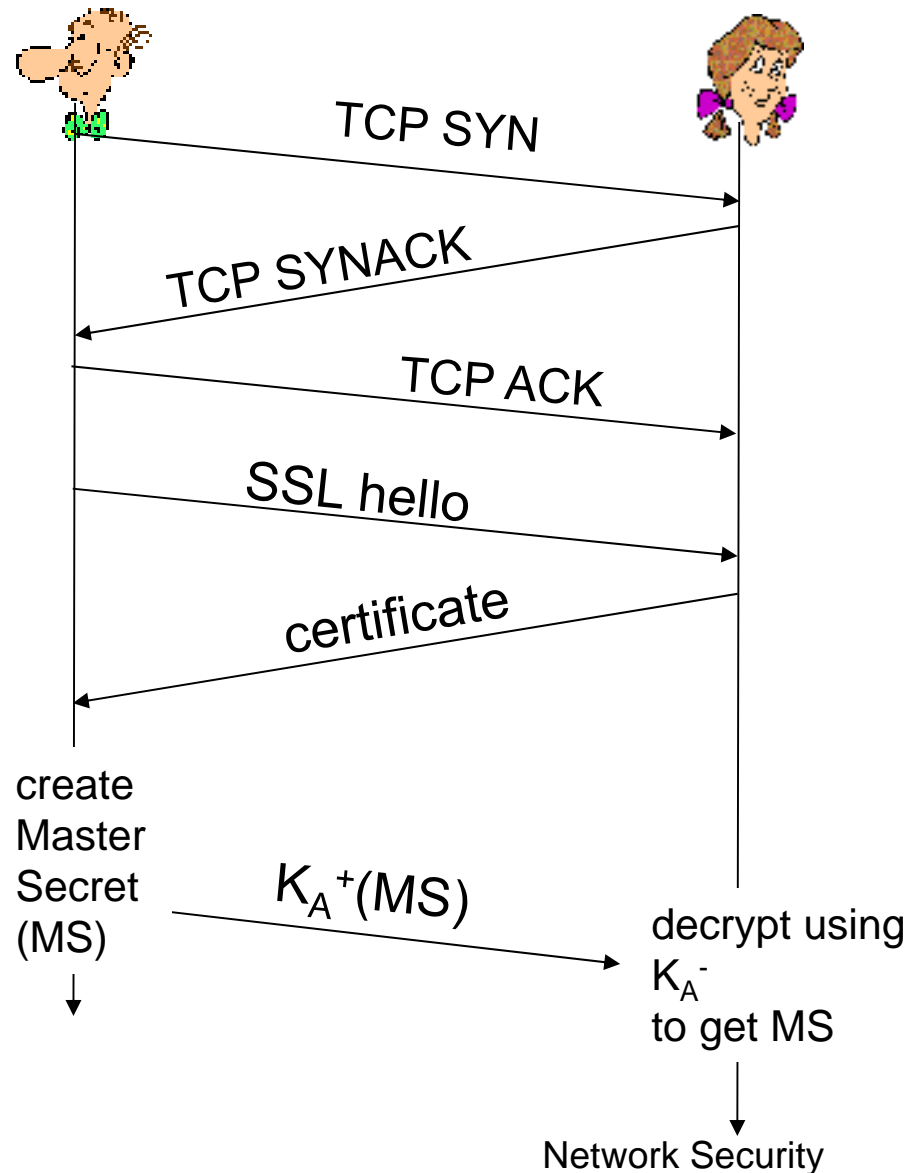 TCP SYN
TCP SYNACK
TCP ACK
SSL hello
certificate
create
Master
Secret
(MS)
K_A^+(MS)
decrypt using
K_A^-
to get MS
Network Security